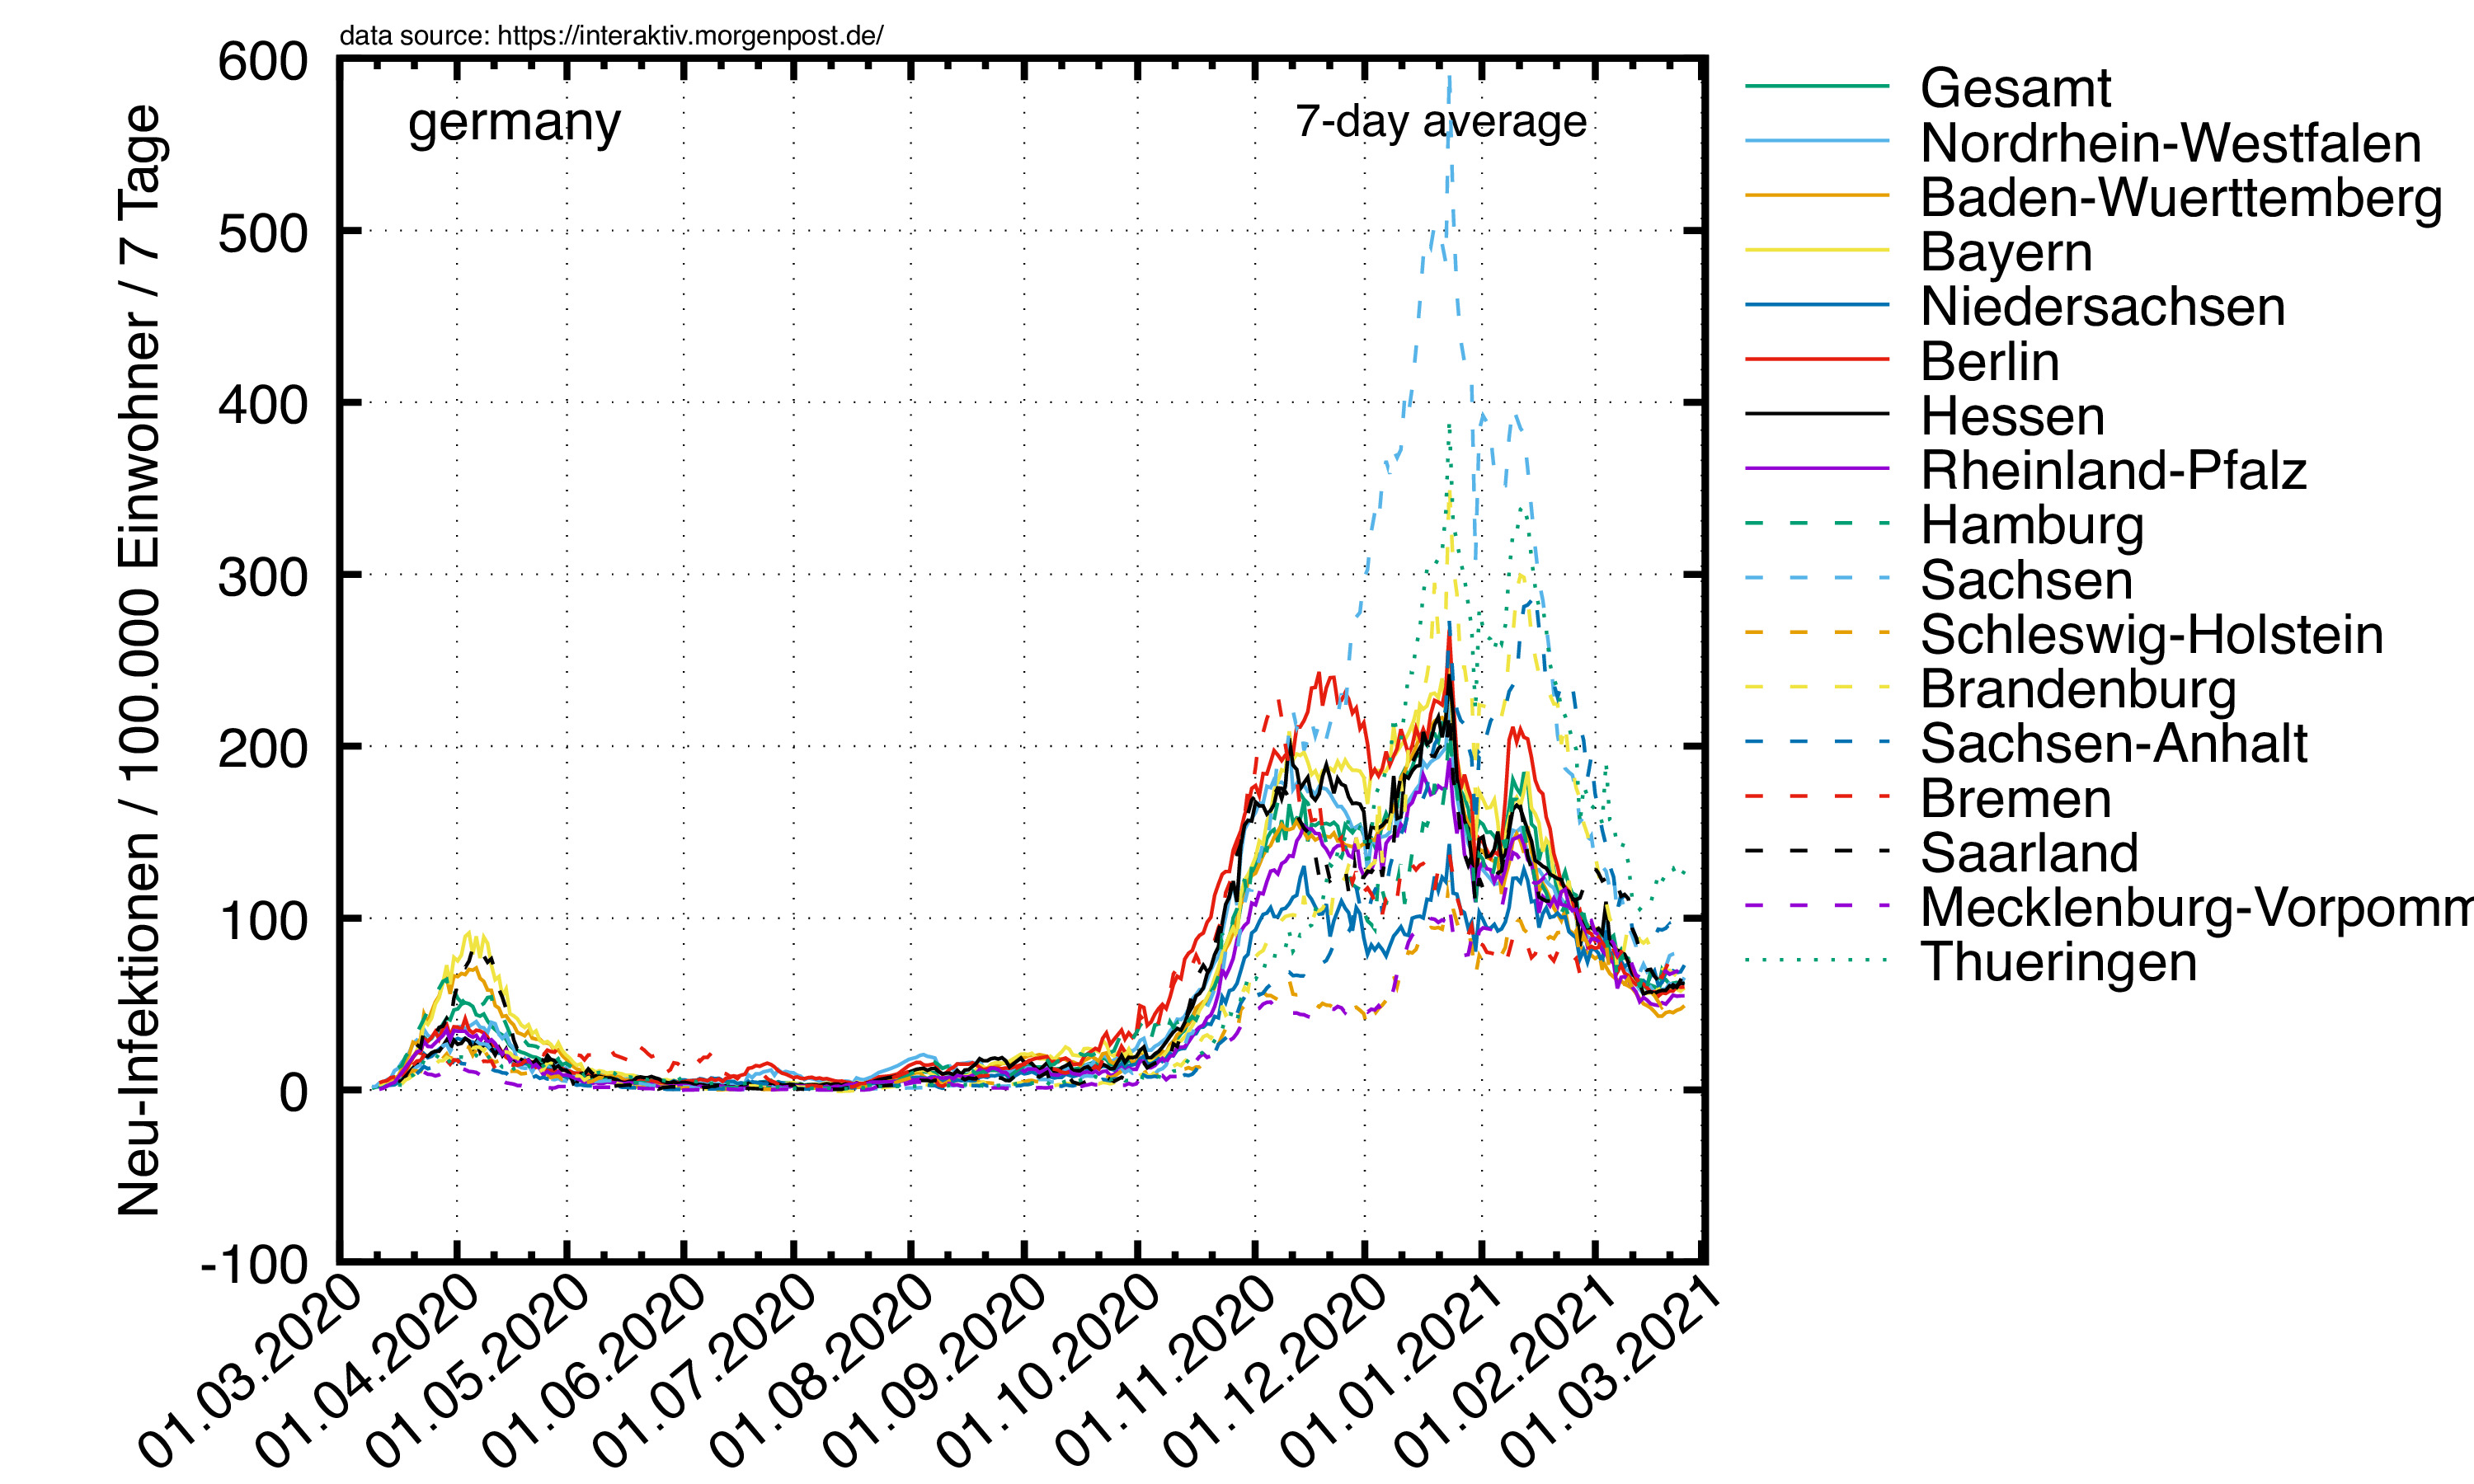 data source: https://interaktiv.morgenpost.de/
germany
7-day average
Neu-Infektionen / 100.000 Einwohner / 7 Tage
600
500
400
300
200
100
0
-100
01.03.2020
01.04.2020
01.05.2020
01.06.2020
01.07.2020
01.08.2020
01.09.2020
01.10.2020
01.11.2020
01.12.2020
01.01.2021
01.02.2021
01.03.2021
Gesamt
Nordrhein-Westfalen
Baden-Wuerttemberg
Bayern
Niedersachsen
Berlin
Hessen
Rheinland-Pfalz
Hamburg
Sachsen
Schleswig-Holstein
Brandenburg
Sachsen-Anhalt
Bremen
Saarland
Mecklenburg-Vorpomm
Thueringen